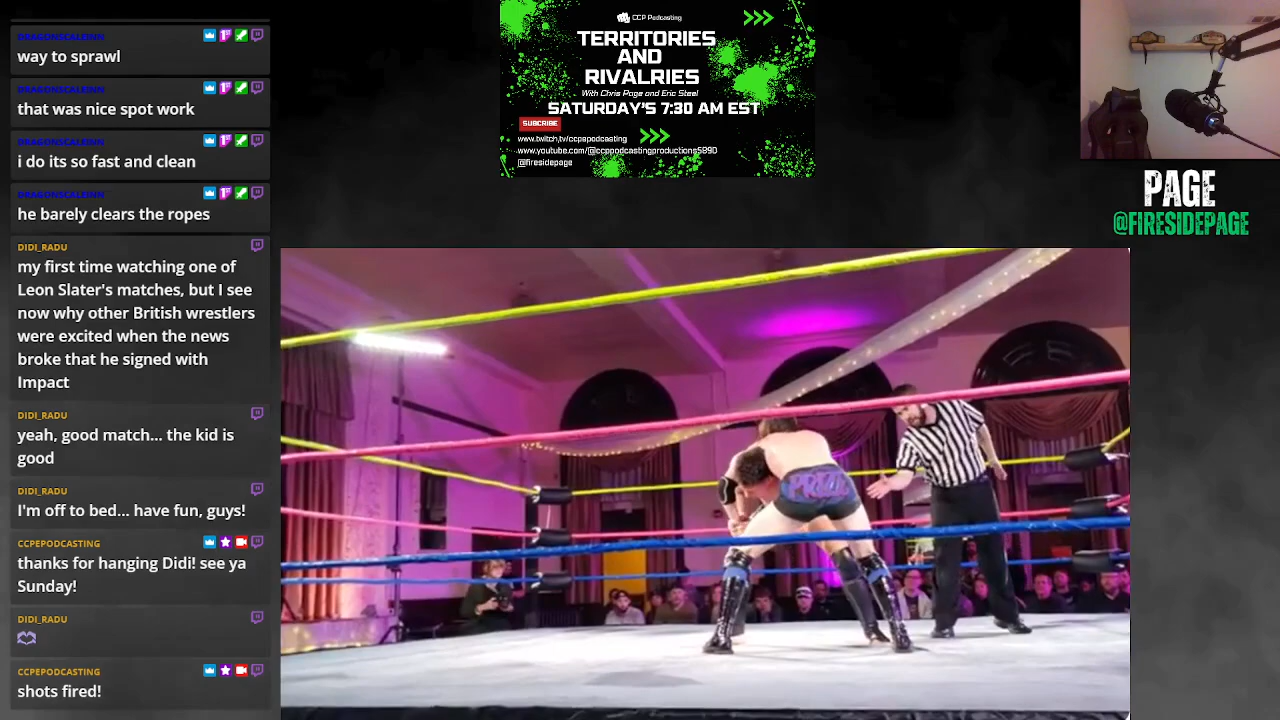 DRAGONSCALEINN
way to sprawl
DRAGONSCALEINN
that was nice spot work
DRAGONSCALEINN
i do its so fast and clean
DRAGONSCALEINN
he barely clears the ropes
DIDI_RADU
my first time watching one of
Leon Slater's matches, but I see
now why other British wrestlers
were excited when the news
broke that he signed with
Impact
DIDI_RADU
yeah, good match... the kid is
good
DIDI_RADU
I'm off to bed... have fun, guys!
CCPEPODCASTING
thanks for hanging Didi! see ya
Sunday!
DIDI_RADU
CCPEPODCASTING
shots fired!
CCP Podcasting
TERRITORIES
AND
RIVALRIES
With Chris Page and Eric Steel
SATURDAY'S 7:30 AM EST
SUBSCRIBE
www.twitch.tv/ccpepodcasting
www.youtube.com/@ccppodcastingproductions5890
@firesidepage
PAGE
@FIRESIDEPAGE
PRIZE